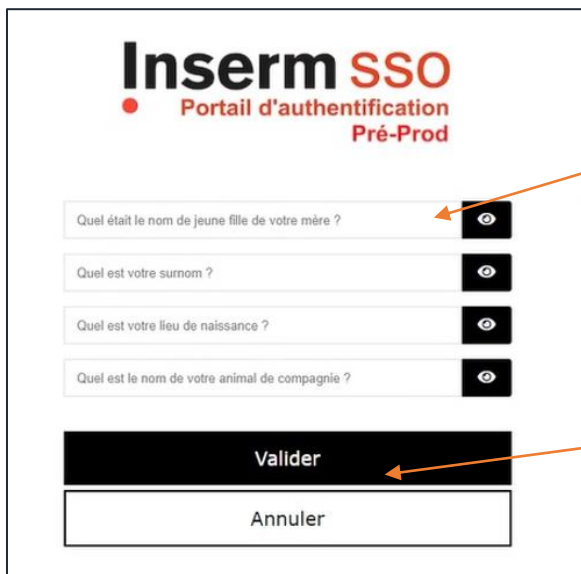 Inserm SSO
Portail d'authentification
Pré-Prod
Quel était le nom de jeune fille de votre mère ?
Quel est votre surnom ?
Quel est votre lieu de naissance ?
Quel est le nom de votre animal de compagnie ?
Valider
Annuler